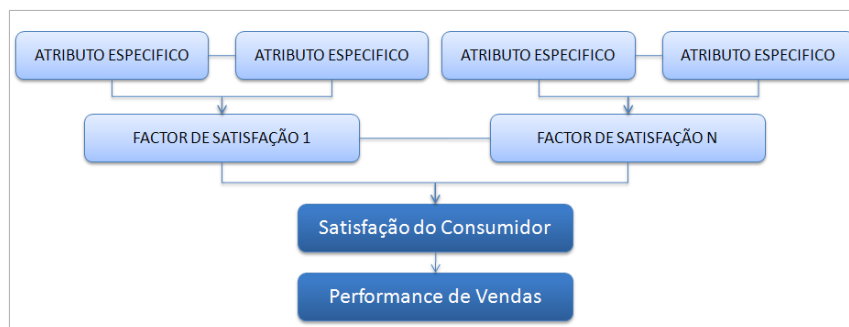 ATRIBUTO ESPECIFICO
ATRIBUTO ESPECIFICO
ATRIBUTO ESPECIFICO
ATRIBUTO ESPECIFICO
FACTOR DE SATISFAÇÃO 1
FACTOR DE SATISFAÇÃO N
Satisfação do Consumidor
Performance de Vendas